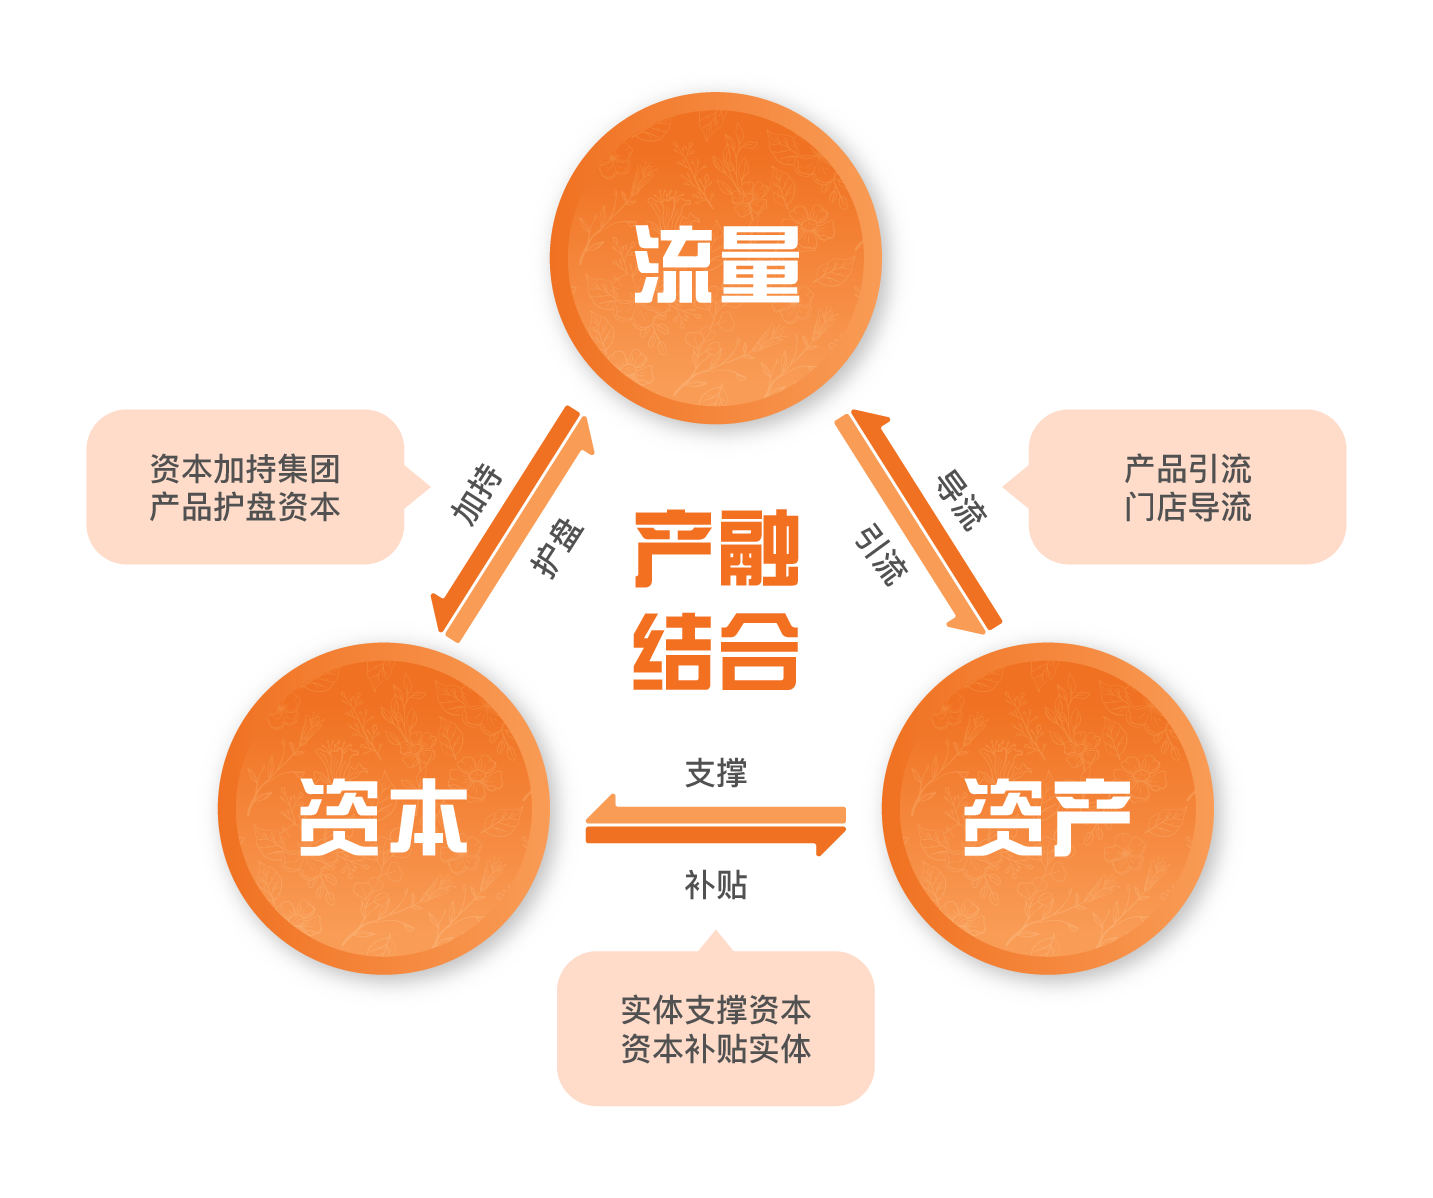 流量
资本加持集团
产品护盘资本
加持
护盘
产融
结合
导流
引流
产品引流
门店导流
资本
支撑
补贴
资产
实体支撑资本
资本补贴实体